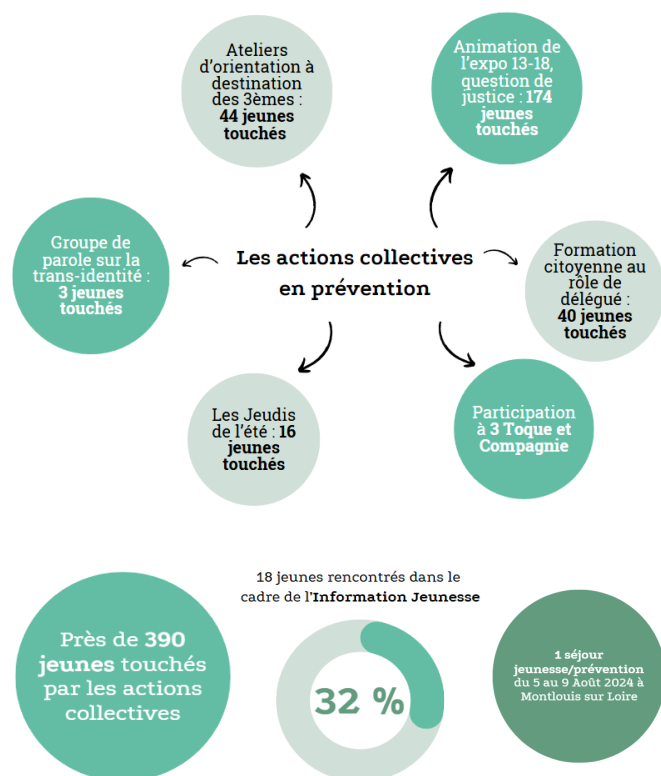 Ateliers
d'orientation à
destination
des 3èmes :
44 jeunes
touchés
Animation de
l'expo 13-18,
question de
justice : 174
jeunes
touchés
Groupe de
parole sur la
trans-identité :
3 jeunes
touchés
Les actions collectives
en prévention
Formation
citoyenne au
rôle de
délégué :
40 jeunes
touchés
Les Jeudis
de l'été : 16
jeunes
touchés
Participation
à 3 Toque et
Compagnie
Près de 390
jeunes touchés
par les actions
collectives
18 jeunes rencontrés dans le
cadre de l'Information Jeunesse
32 %
1 séjour
jeunesse/prévention
du 5 au 9 Août 2024 à
Montlouis sur Loire